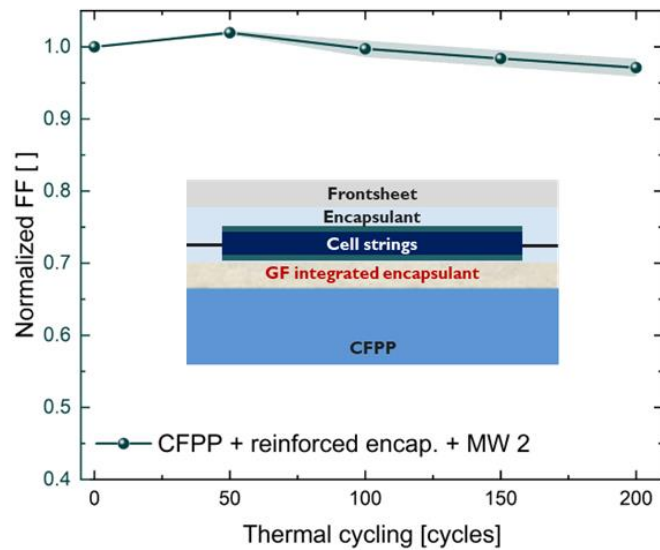 Normalized FF [ ]
1.0
0.9
0.8
0.7
0.6
0.5
0.4
Frontsheet
Encapsulant
Cell strings
GF integrated encapsulant
CFPP
CFPP + reinforced encap. + MW 2
0 50 100 150 200
Thermal cycling [cycles]